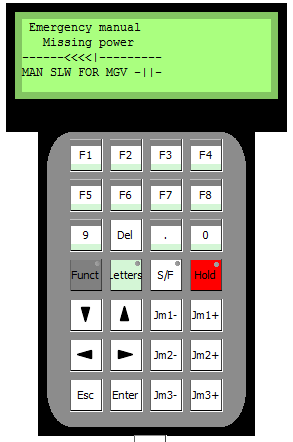 Emergency manual
Missing power
------<<<<|---------
MAN SLW FOR MGV -||-
F1 F2 F3 F4
F5 F6 F7 F8
9 Del . 0
Funct Letters S/F Hold
Jm1- Jm1+
Jm2- Jm2+
Esc Enter Jm3- Jm3+